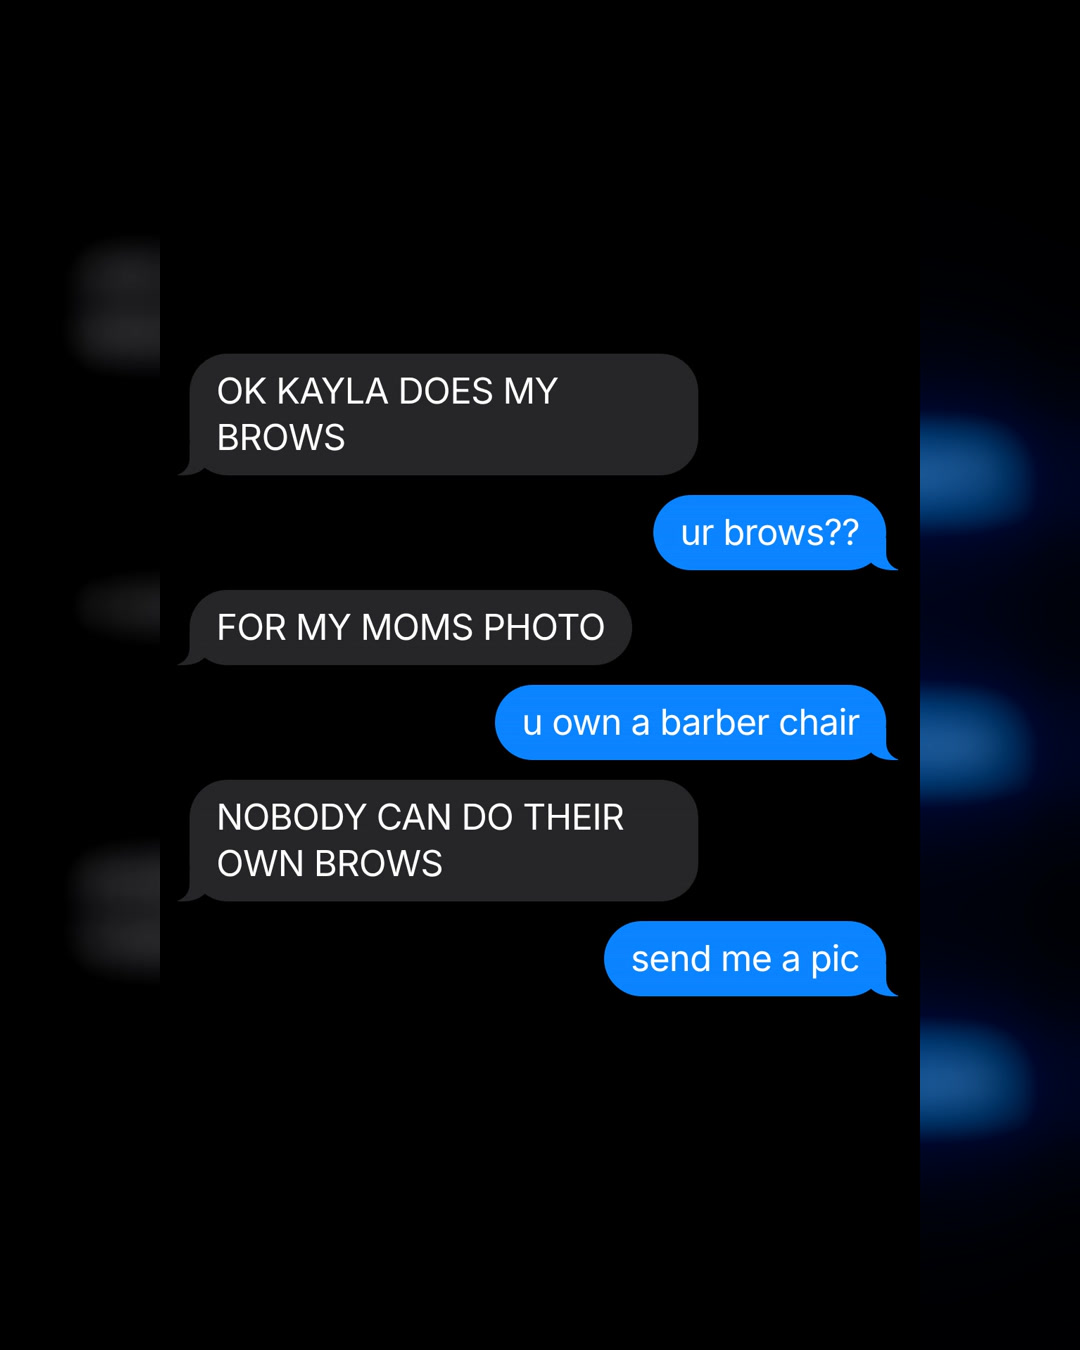 OK KAYLA DOES MY
BROWS
ur brows??
FOR MY MOMS PHOTO
u own a barber chair
NOBODY CAN DO THEIR
OWN BROWS
send me a pic